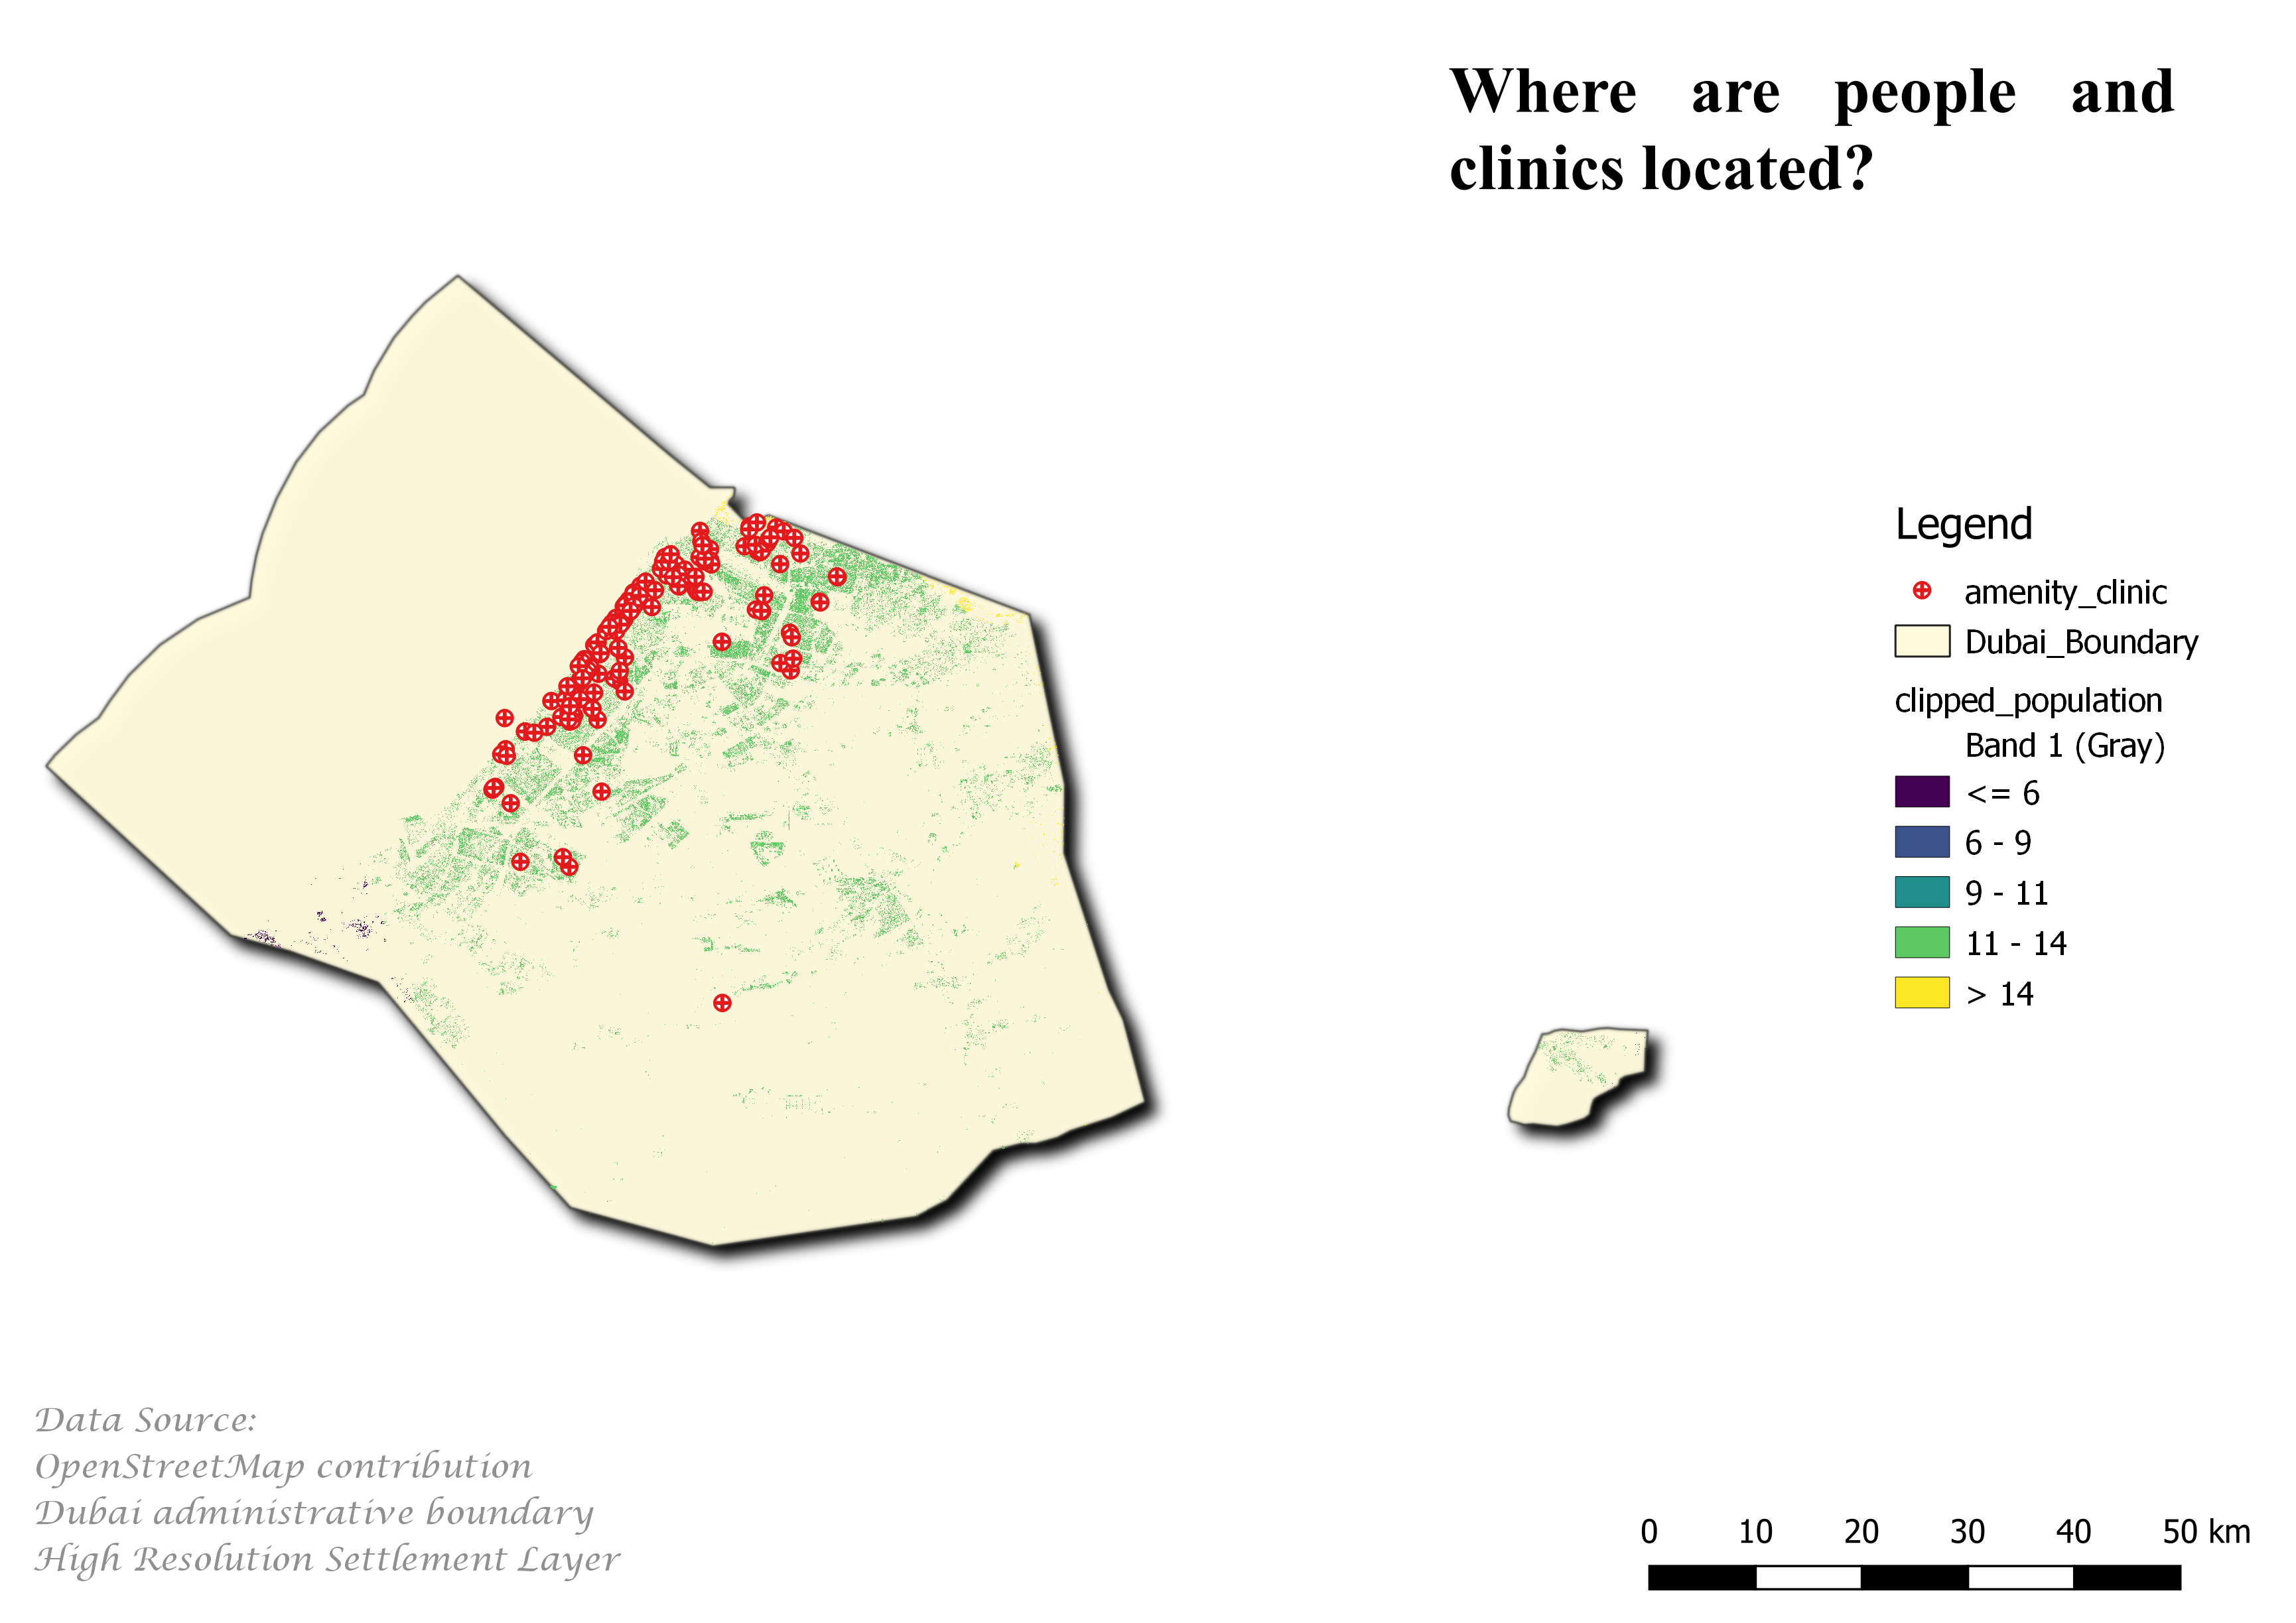 Where are people and
clinics located?
Legend
amenity_clinic
Dubai_Boundary
clipped_population
Band 1 (Gray)
<= 6
6 - 9
9 - 11
11 - 14
> 14
Data Source:
OpenStreetMap contribution
Dubai administrative boundary
High Resolution Settlement Layer
0 10 20 30 40 50 km